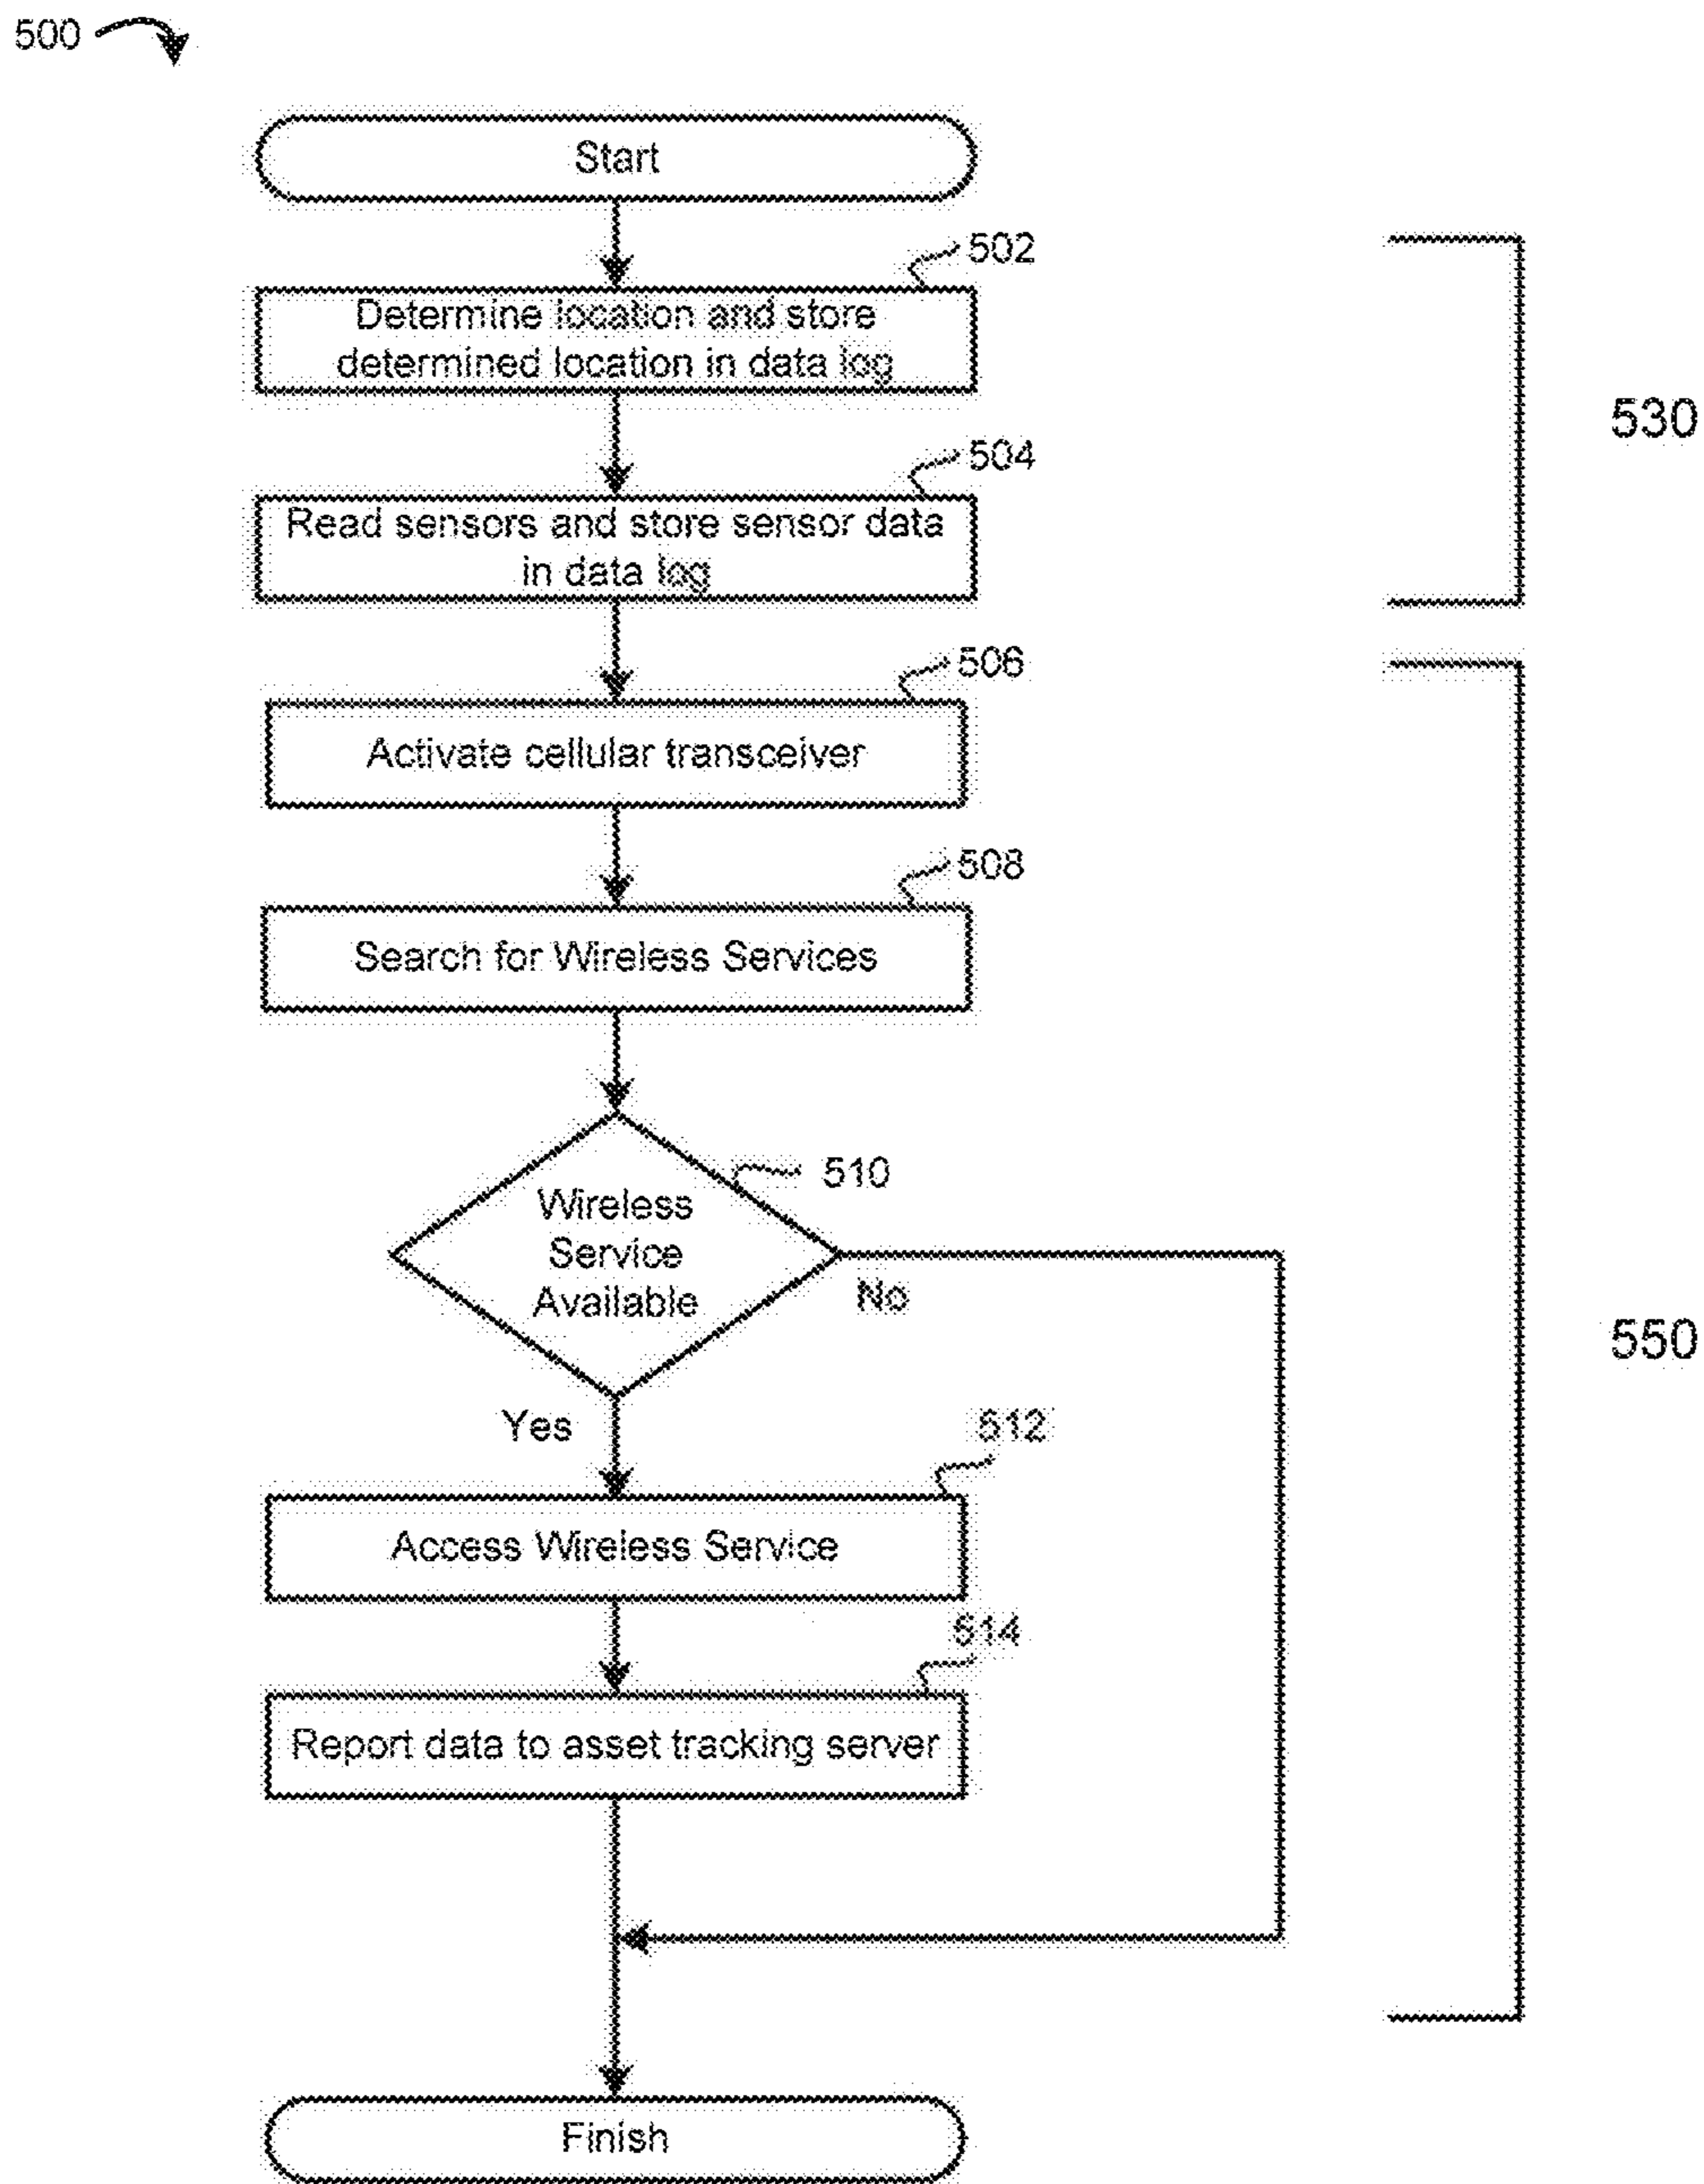 500
Start
502
Determine location and store
determined location in data log
530
504
Read sensors and store sensor data
in data log
506
Activate cellular transceiver
508
Search for Wireless Services
510
Wireless
Service
Available
No
550
Yes
512
Access Wireless Service
514
Report data to asset tracking server
Finish